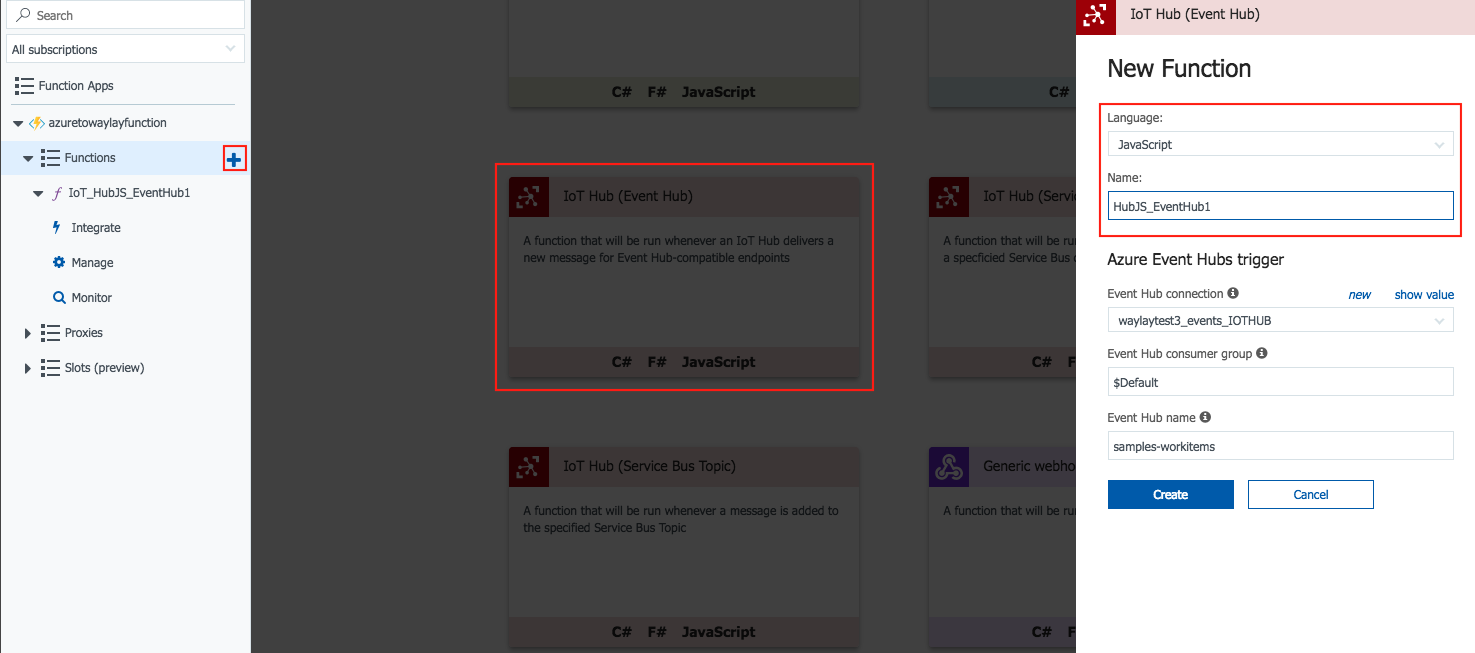 Search
All subscriptions
Function Apps
azuretowaylayfunction
Functions
IoT_HubJS_EventHub1
Integrate
Manage
Monitor
Proxies
Slots (preview)
C# F# JavaScript
C#
IoT Hub (Event Hub)
A function that will be run whenever an IoT Hub delivers a
new message for Event Hub-compatible endpoints
C# F# JavaScript
IoT Hub (Servi
A function that will be ru
a specficied Service Bus
C# F
IoT Hub (Service Bus Topic)
A function that will be run whenever a message is added to
the specified Service Bus Topic
C# F# JavaScript
Generic webho
A function that will be ru
C# F
IoT Hub (Event Hub)
New Function
Language:
JavaScript
Name:
HubJS_EventHub1
Azure Event Hubs trigger
Event Hub connection
new show value
waylaytest3_events_IOTHUB
Event Hub consumer group
$Default
Event Hub name
samples-workitems
Create Cancel